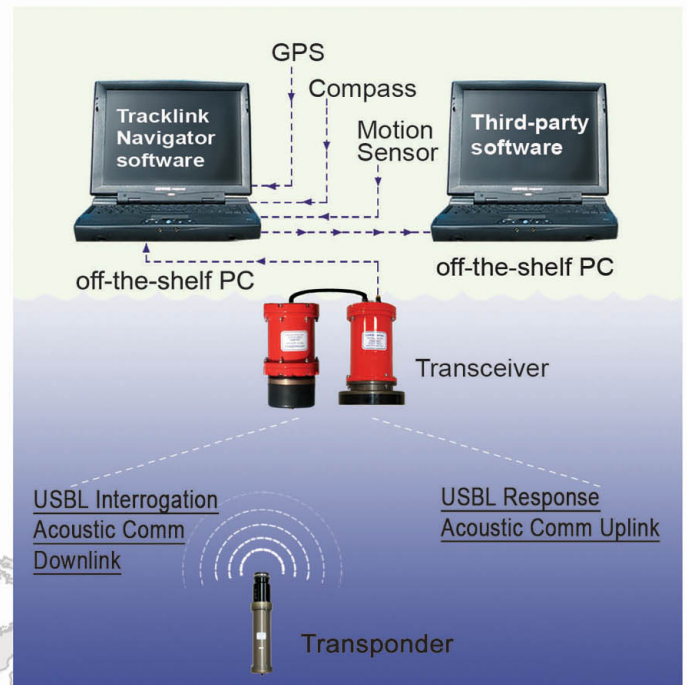 GPS
Compass
Motion
Sensor
Tracklink
Navigator
software
Third-party
software
off-the-shelf PC
off-the-shelf PC
Transceiver
USBL Interrogation
Acoustic Comm
Downlink
USBL Response
Acoustic Comm Uplink
Transponder